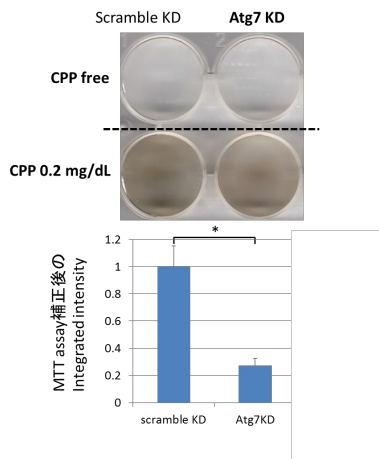 Scramble KD
Atg7 KD
CPP free
CPP 0.2 mg/dL
*
1.2
1
0.8
0.6
0.4
0.2
0
MTT assay補正後の
Integrated intensity
scramble KD
Atg7KD